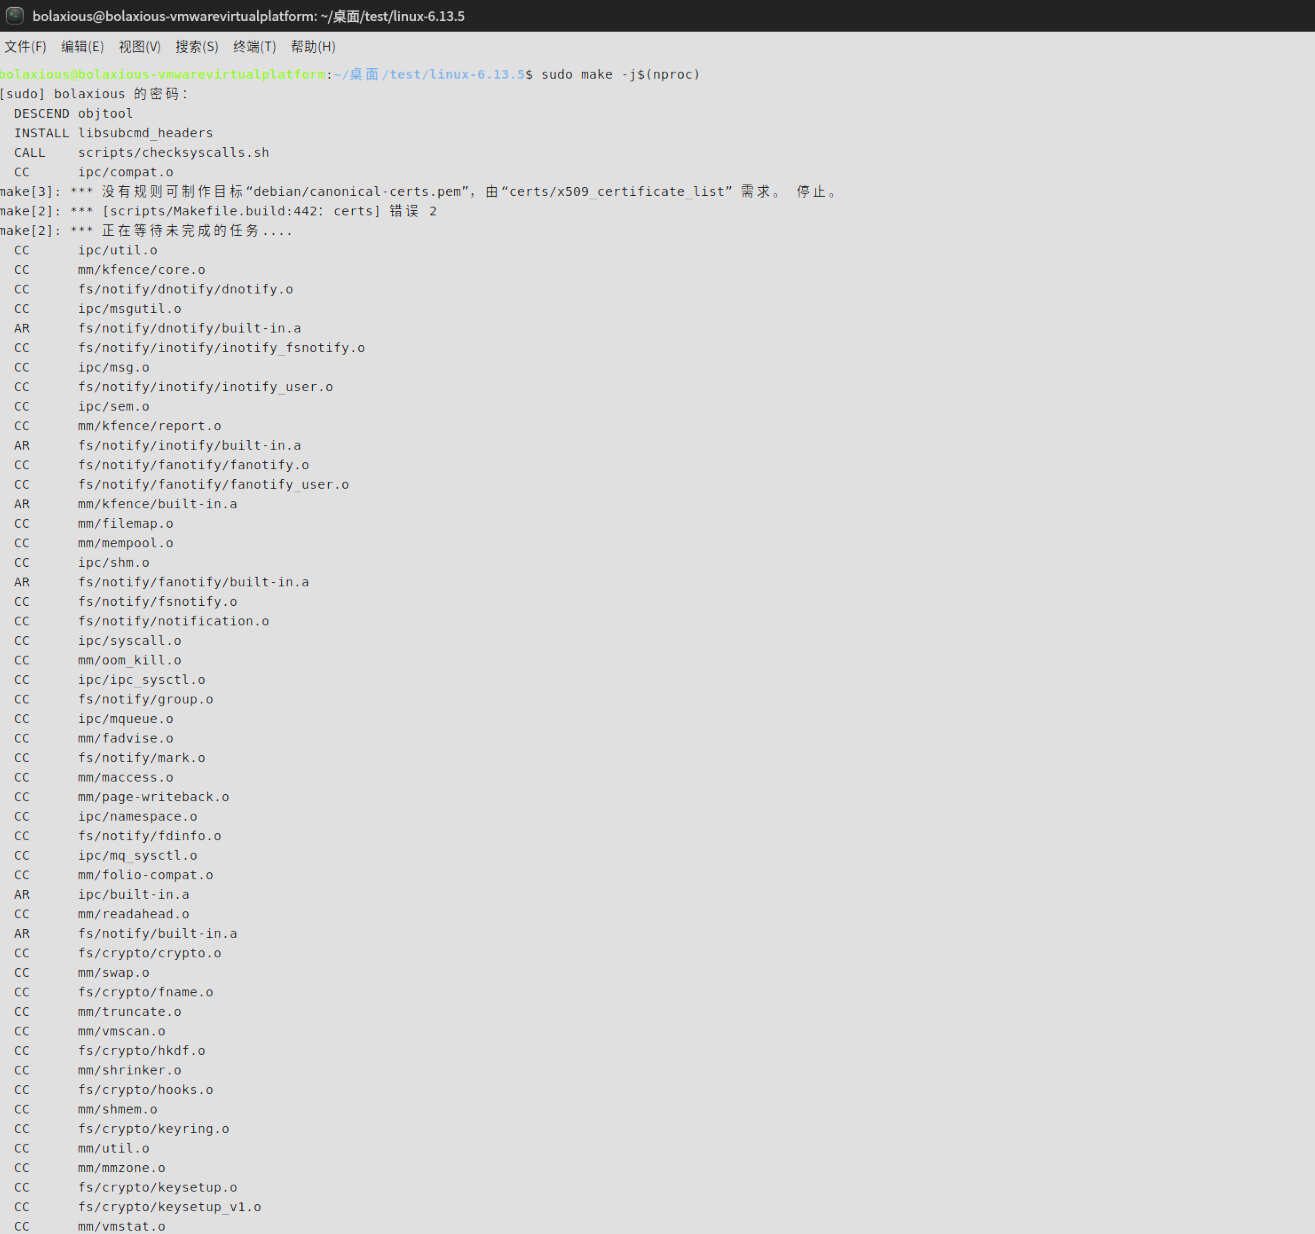 bolaxious@bolaxious-vmwarevirtualplatform: ~/桌面/test/linux-6.13.5
文件(F) 编辑(E) 视图(V) 搜索(S) 终端(T) 帮助(H)
bolaxious@bolaxious-vmwarevirtualplatform:~/桌面/test/linux-6.13.5$ sudo make -j$(nproc)
[sudo] bolaxious 的密码：
DESCEND objtool
INSTALL libsubcmd_headers
CALL scripts/checksyscalls.sh
CC ipc/compat.o
make[3]: *** 没有规则可制作目标“debian/canonical-certs.pem”，由“certs/x509_certificate_list” 需求。 停止。
make[2]: *** [scripts/Makefile.build:442：certs] 错误 2
make[2]: *** 正在等待未完成的任务....
CC ipc/util.o
CC mm/kfence/core.o
CC fs/notify/dnotify/dnotify.o
CC ipc/msgutil.o
AR fs/notify/dnotify/built-in.a
CC fs/notify/inotify/inotify_fsnotify.o
CC ipc/msg.o
CC fs/notify/inotify/inotify_user.o
CC ipc/sem.o
CC mm/kfence/report.o
AR fs/notify/inotify/built-in.a
CC fs/notify/fanotify/fanotify.o
CC fs/notify/fanotify/fanotify_user.o
AR mm/kfence/built-in.a
CC mm/filemap.o
CC mm/mempool.o
CC ipc/shm.o
AR fs/notify/fanotify/built-in.a
CC fs/notify/fsnotify.o
CC fs/notify/notification.o
CC ipc/syscall.o
CC mm/oom_kill.o
CC ipc/ipc_sysctl.o
CC fs/notify/group.o
CC ipc/mqueue.o
CC mm/fadvise.o
CC fs/notify/mark.o
CC mm/maccess.o
CC mm/page-writeback.o
CC ipc/namespace.o
CC fs/notify/fdinfo.o
CC ipc/mq_sysctl.o
CC mm/folio-compat.o
AR ipc/built-in.a
CC mm/readahead.o
AR fs/notify/built-in.a
CC fs/crypto/crypto.o
CC mm/swap.o
CC fs/crypto/fname.o
CC mm/truncate.o
CC mm/vmscan.o
CC fs/crypto/hkdf.o
CC mm/shrinker.o
CC fs/crypto/hooks.o
CC mm/shmem.o
CC fs/crypto/keyring.o
CC mm/util.o
CC mm/mmzone.o
CC fs/crypto/keysetup.o
CC fs/crypto/keysetup_v1.o
CC mm/vmstat.o